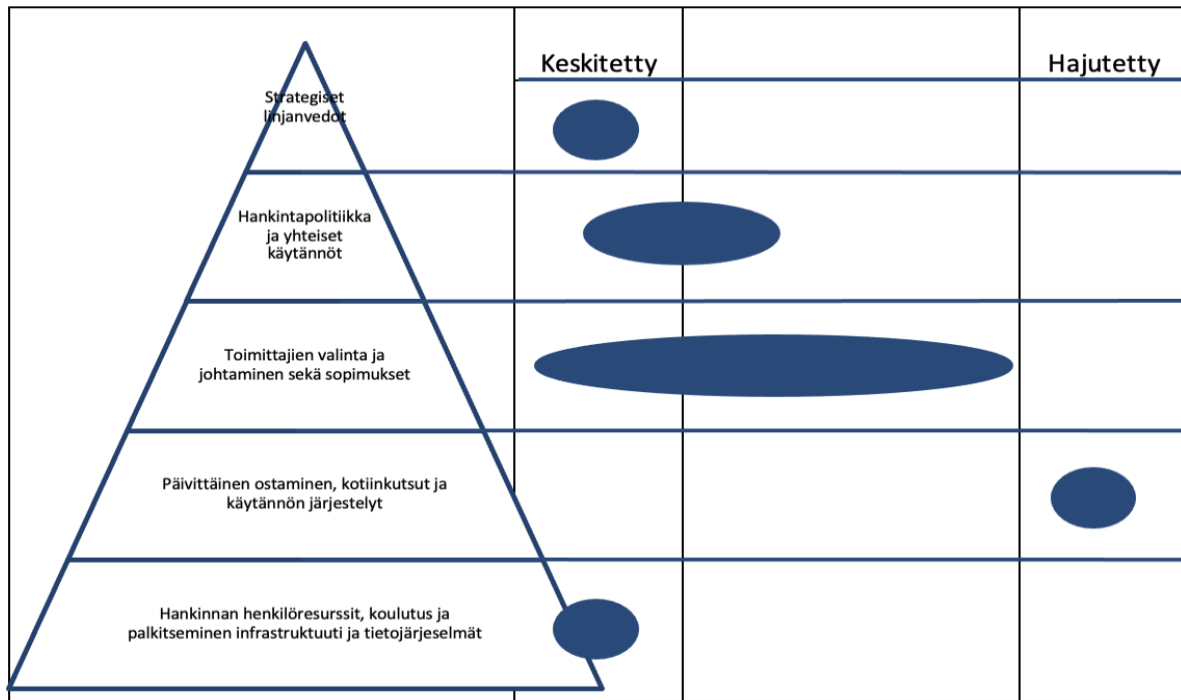 Keskitetty
Hajutetty
Strategiset
linjanvedot
Hankintapolitiikka
ja yhteiset
käytännöt
Toimittajien valinta ja
johtaminen sekä sopimukset
Päivittäinen ostaminen, kotiinkutsut ja
käytännön järjestelyt
Hankinnan henkilöresurssit, koulutus ja
palkitseminen infrastruktuuti ja tietojärjeselmät